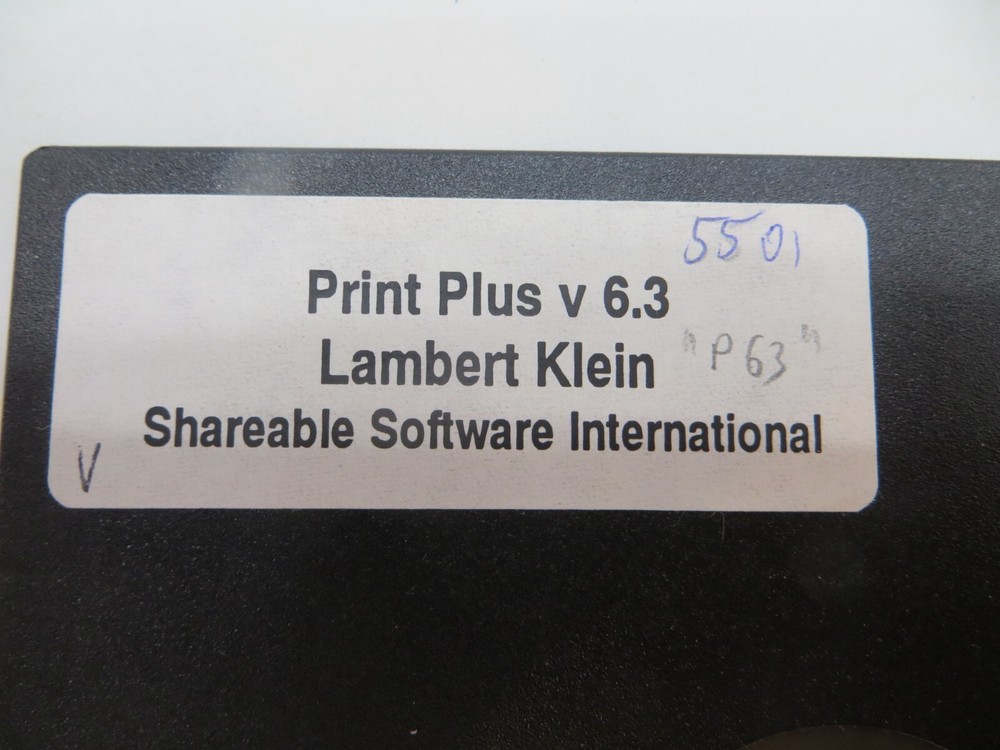 5501
Print Plus v 6.3
Lambert Klein "P63"
Shareable Software International
V